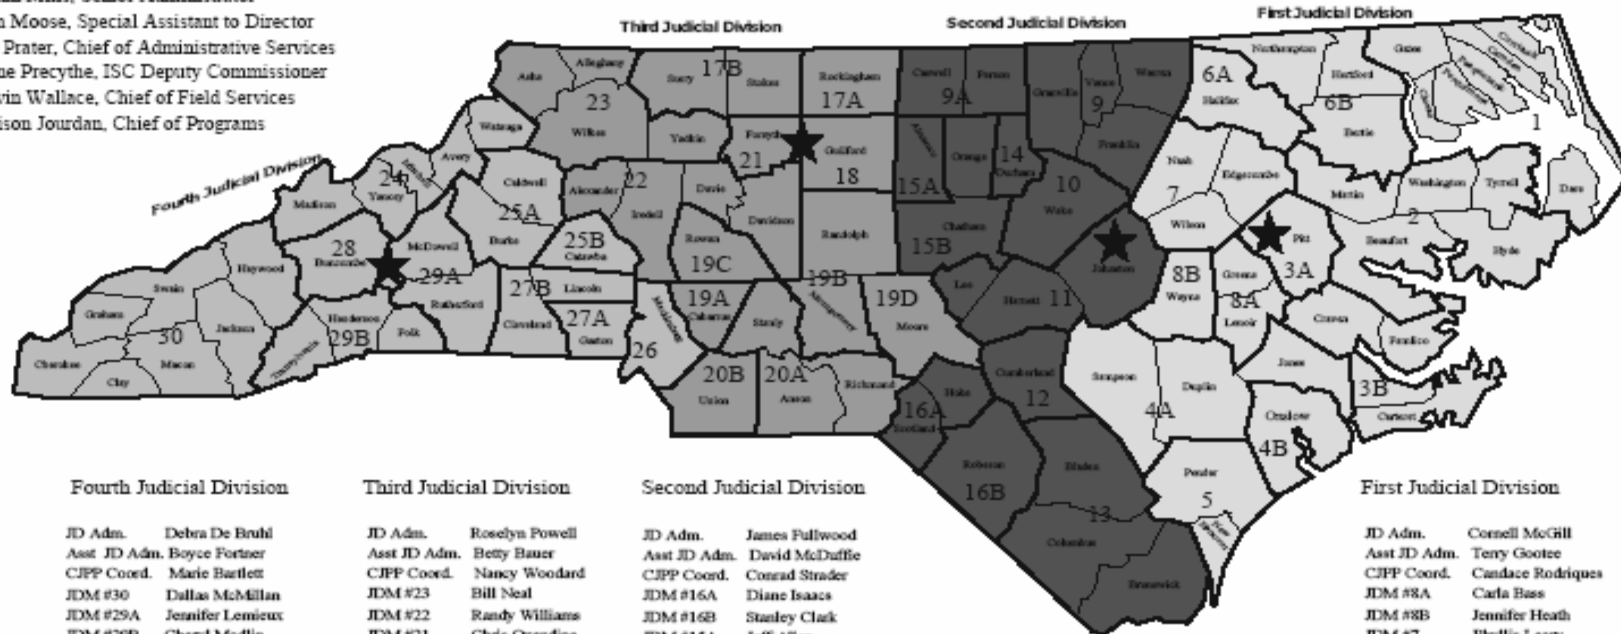 n Moose, Special Assistant to Director
Prater, Chief of Administrative Services
ne Precythe, ISC Deputy Commissioner
vin Wallace, Chief of Field Services
ison Jourdan, Chief of Programs
Third Judicial Division
Second Judicial Division
First Judicial Division
Fourth Judicial Division
Ashe
Alleghany
23
Wilkes
Surry
17B
Stokes
Rockingham
17A
Caswell
9A
Person
Granville
Vance
9
Warren
Franklin
Northampton
6A
Halifax
Hertford
6B
Bertie
Gates
1
Watauga
Avery
Mitchell
24
Yancey
Madison
Caldwell
25A
Burke
Alexander
22
Iredell
Yadkin
Davie
Davidson
Forsyth
21
Guilford
18
Randolph
15A
Orange
14
Durham
10
Wake
Chatham
15B
Nash
7
Edgecombe
Wilson
Martin
Washington
Tyrrell
Dare
2
Beaufort
Hyde
28
Buncombe
McDowell
29A
Rutherford
25B
Catawba
27B
Lincoln
Cleveland
27A
Gaston
Rowan
19C
19A
Cabarrus
Stanly
19B
Montgomery
19D
Moore
Lee
Harnett
11
Johnston
8B
Wayne
Greene
8A
Lenoir
Pitt
3A
Craven
Pamlico
Jones
3B
Carteret
Haywood
Swain
Graham
30
Jackson
Cherokee
Macon
Clay
Transylvania
Henderson
29B
Polk
26
Mecklenburg
20B
Union
20A
Anson
Richmond
16A
Hoke
Scotland
Cumberland
12
Sampson
4A
Duplin
Onslow
4B
Robeson
16B
Bladen
13
Columbus
Brunswick
Pender
5
New Hanover
Fourth Judicial Division
JD Adm. Debra De Bruhl
Asst JD Adm. Boyce Fortner
CJPP Coord. Marie Bartlett
JDM #30 Dallas McMillan
JDM #29A Jennifer Lemieux
Third Judicial Division
JD Adm. Roselyn Powell
Asst JD Adm. Betty Bauer
CJPP Coord. Nancy Woodard
JDM #23 Bill Neal
JDM #22 Randy Williams
Second Judicial Division
JD Adm. James Fullwood
Asst JD Adm. David McDuffie
CJPP Coord. Conrad Strader
JDM #16A Diane Isaacs
JDM #16B Stanley Clark
First Judicial Division
JD Adm. Cornell McGill
Asst JD Adm. Terry Gootee
CJPP Coord. Candace Rodriques
JDM #8A Carla Bass
JDM #8B Jennifer Heath